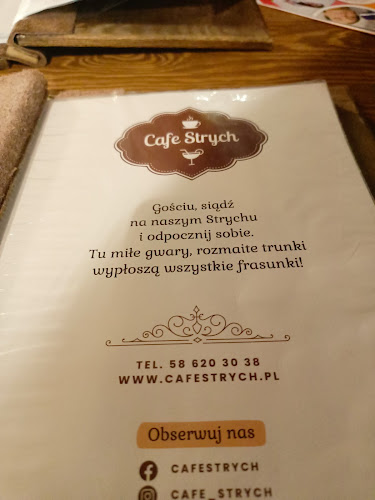 Cafe Strych
Gościu, siądź
na naszym Strychu
i odpocznij sobie.
Tu miłe gwary, rozmaite trunki
wypłoszą wszystkie frasunki!
TEL. 58 620 30 38
WWW.CAFESTRYCH.PL
Obserwuj nas
CAFESTRYCH
CAFE_STRYCH